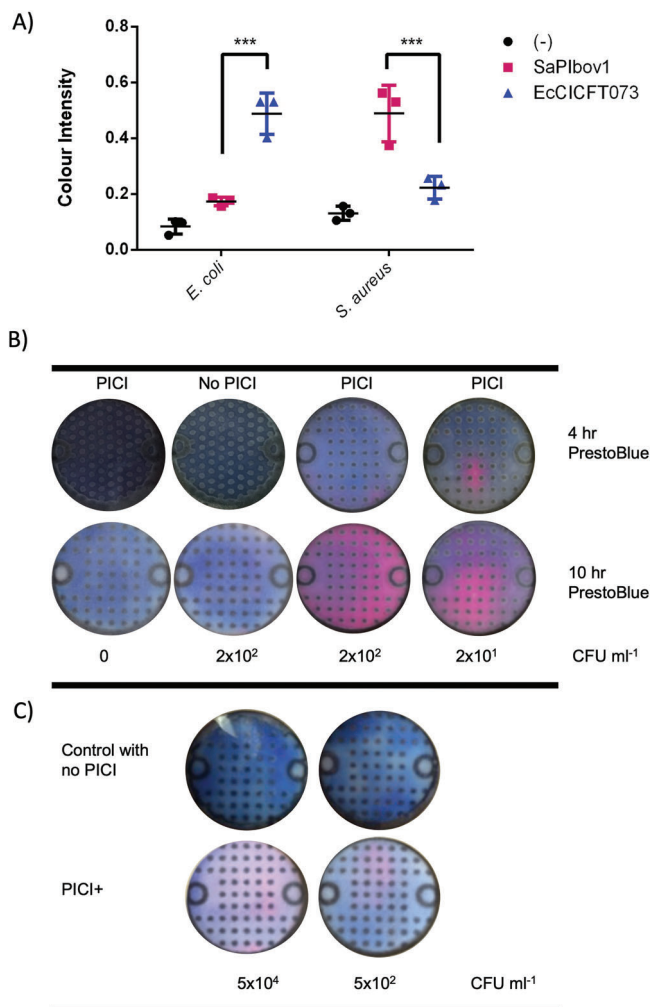 A)
0.8
0.6
0.4
0.2
0.0
Colour Intensity
***
***
E. coli
S. aureus
(-)
SaPIbov1
EcCICFT073
B)
PICI No PICI PICI PICI
4 hr
PrestoBlue
10 hr
PrestoBlue
0 2x10² 2x10² 2x10¹ CFU ml⁻¹
C)
Control with
no PICI
PICI+
5x10⁴ 5x10² CFU ml⁻¹